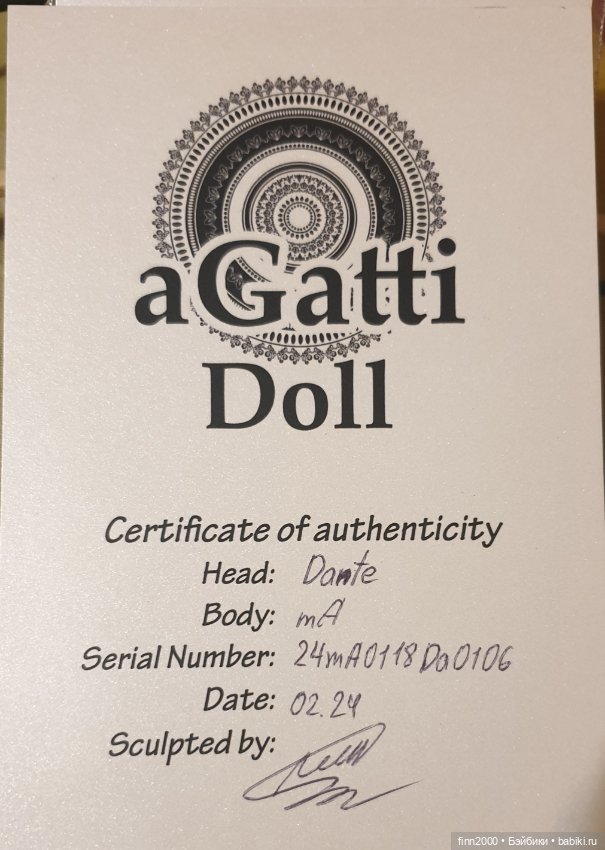 aGatti
Doll
Certificate of authenticity
Head: Dante
Body: mA
Serial Number: 24mA0118Da0106
Date: 02.24
Sculpted by:
finn2000 • Бэйбики • babiki.ru